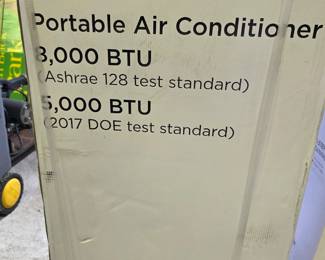 Portable Air Conditioner
8,000 BTU
(Ashrae 128 test standard)
5,000 BTU
(2017 DOE test standard)